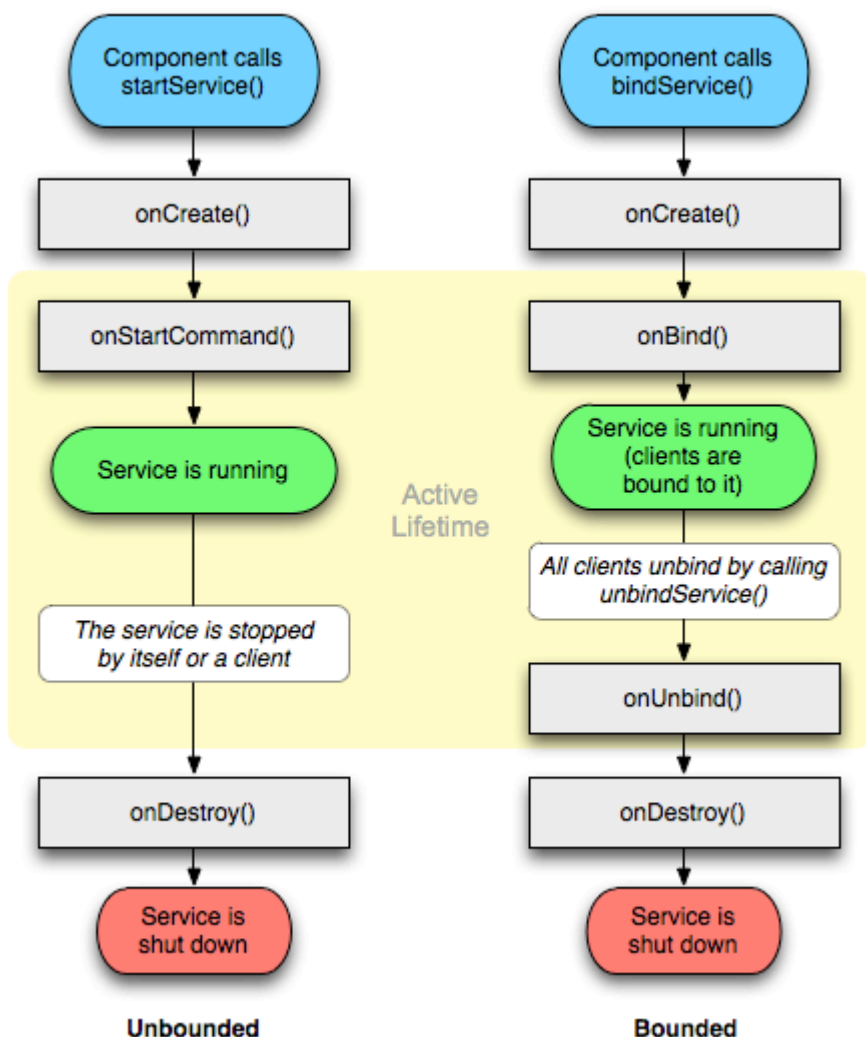 Component calls
startService()
onCreate()
onStartCommand()
Service is running
The service is stopped
by itself or a client
onDestroy()
Service is
shut down
Unbounded
Active
Lifetime
Component calls
bindService()
onCreate()
onBind()
Service is running
(clients are
bound to it)
All clients unbind by calling
unbindService()
onUnbind()
onDestroy()
Service is
shut down
Bounded